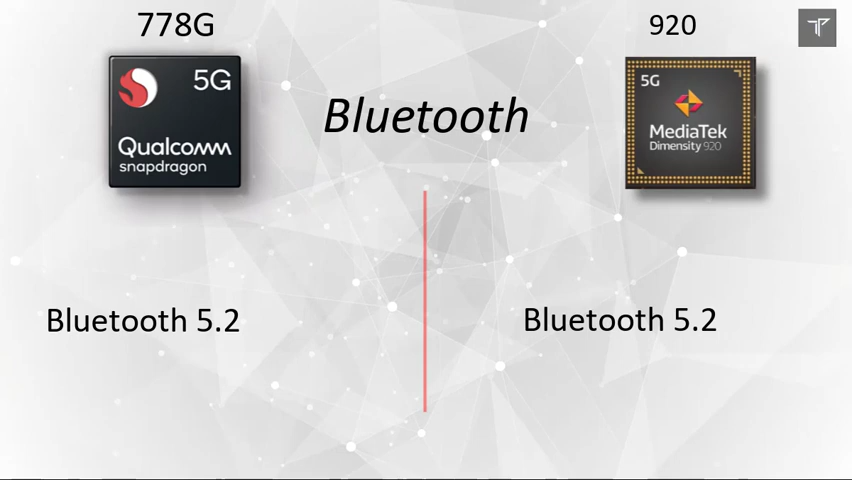 778G
920
5G
Qualcomm
snapdragon
Bluetooth
5G
MediaTek
Dimensity 920
Bluetooth 5.2
Bluetooth 5.2